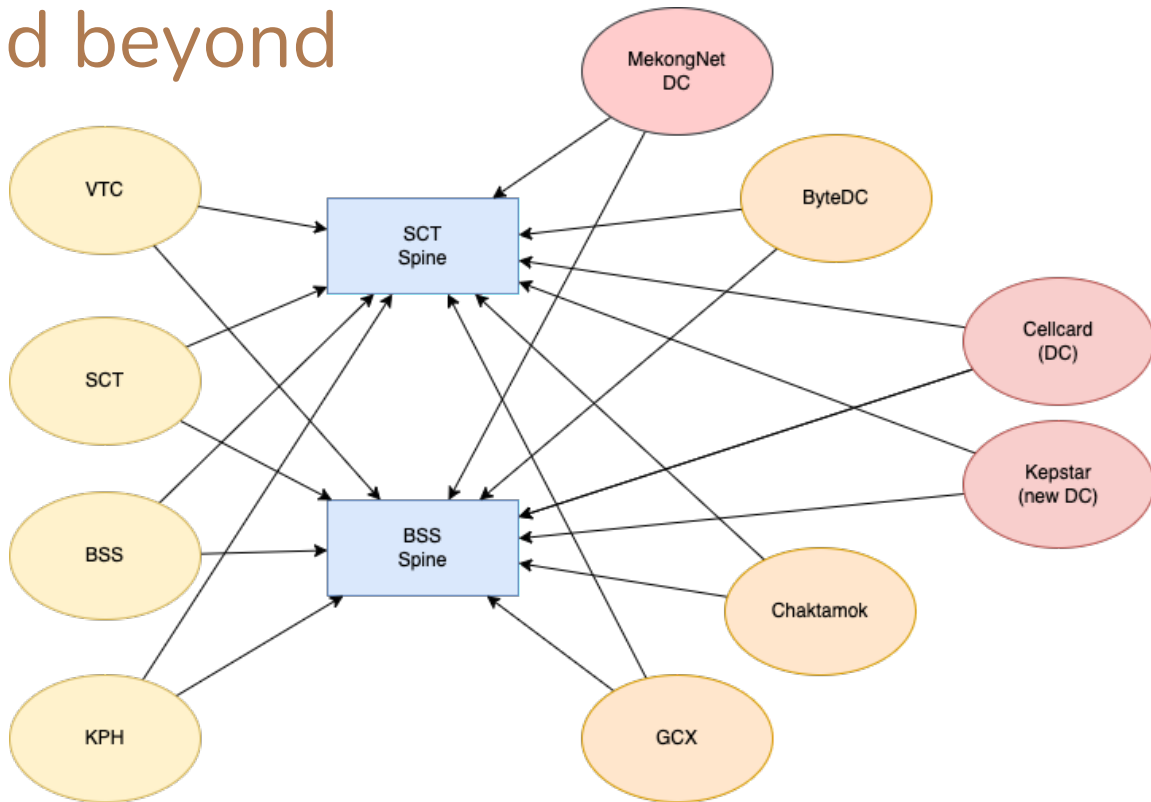 d beyond
MekongNet
DC
VTC
ByteDC
SCT
Spine
Cellcard
(DC)
SCT
Kepstar
(new DC)
BSS
BSS
Spine
Chaktamok
KPH
GCX